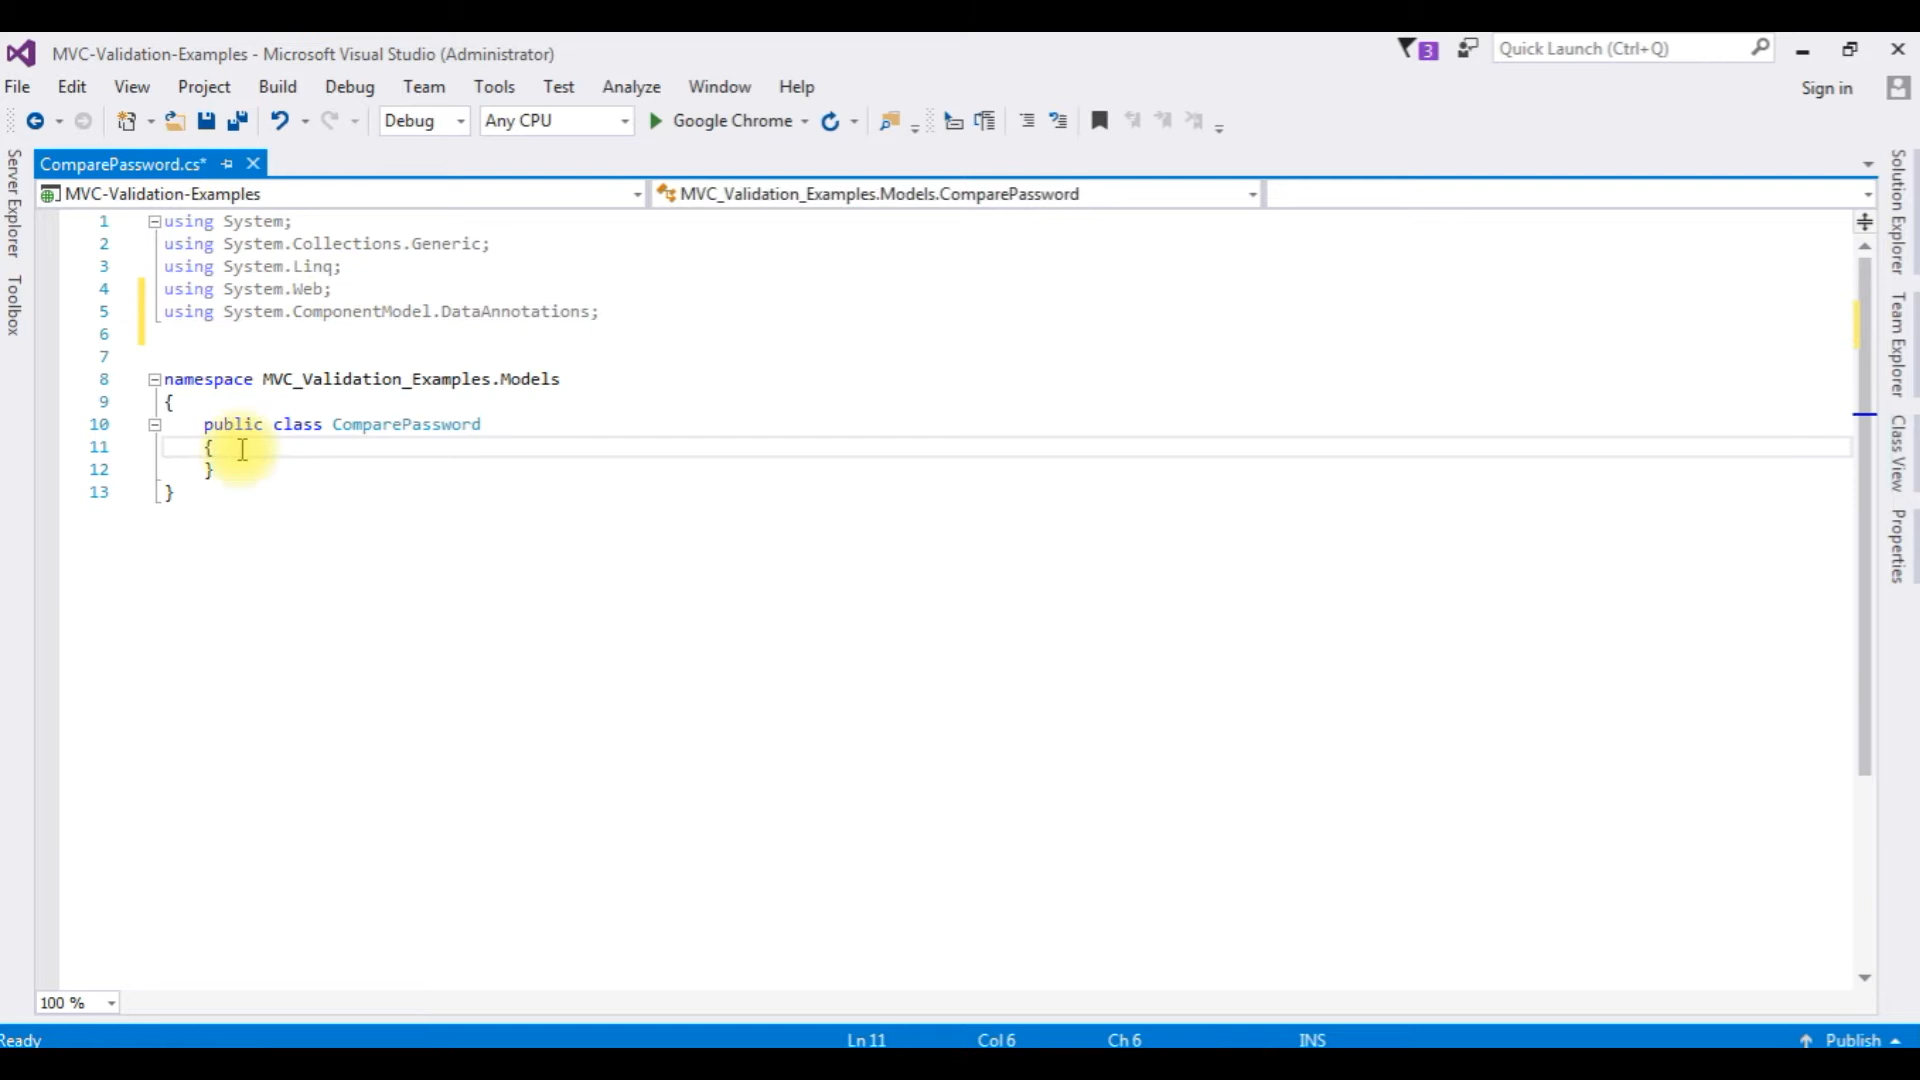 MVC-Validation-Examples - Microsoft Visual Studio (Administrator)
3
Quick Launch (Ctrl+Q)
File Edit View Project Build Debug Team Tools Test Analyze Window Help
Sign in
Debug Any CPU Google Chrome
Server Explorer
Toolbox
ComparePassword.cs*
MVC-Validation-Examples
MVC_Validation_Examples.Models.ComparePassword
1 using System;
2 using System.Collections.Generic;
3 using System.Linq;
4 using System.Web;
5 using System.ComponentModel.DataAnnotations;
6
7
8 namespace MVC_Validation_Examples.Models
9 {
10 public class ComparePassword
11 {
12 }
13 }
Solution Explorer
Team Explorer
Class View
Properties
100 %
Ready Ln 11 Col 6 Ch 6 INS Publish